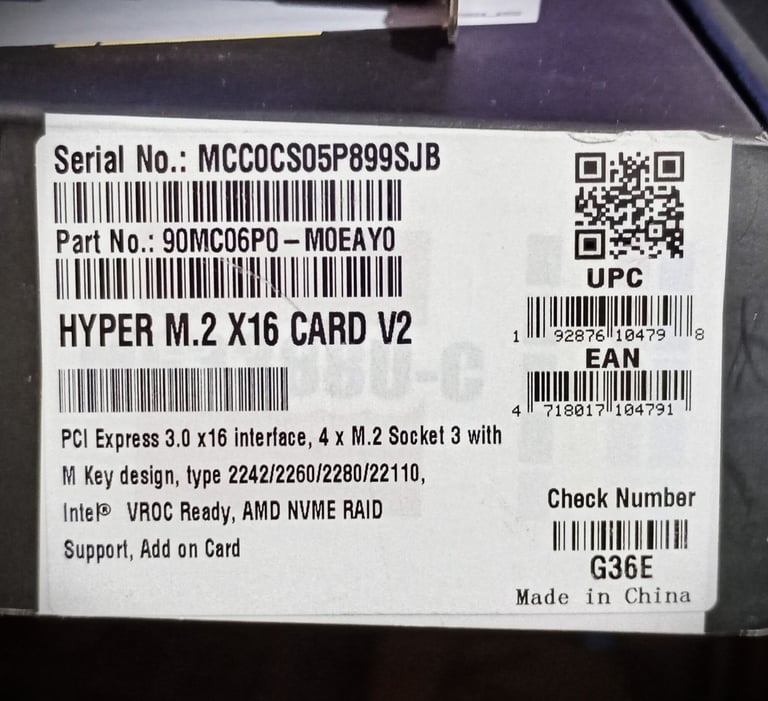 Serial No.: MCC0CS05P899SJB
Part No.: 90MC06P0-M0EAY0
HYPER M.2 X16 CARD V2
PCI Express 3.0 x16 interface, 4 x M.2 Socket 3 with
M Key design, type 2242/2260/2280/22110,
Intel® VROC Ready, AMD NVME RAID
Support, Add on Card
UPC
1 92876 10479 8
EAN
4 718017 104791
Check Number
G36E
Made in China